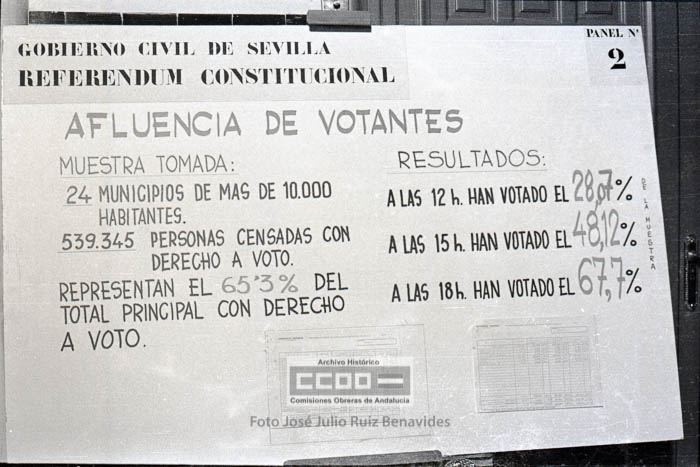 GOBIERNO CIVIL DE SEVILLA
REFERENDUM CONSTITUCIONAL
PANEL Nº
2
AFLUENCIA DE VOTANTES
MUESTRA TOMADA:
24 MUNICIPIOS DE MAS DE 10.000
HABITANTES.
539.345 PERSONAS CENSADAS CON
DERECHO A VOTO.
REPRESENTAN EL 65'3% DEL
TOTAL PRINCIPAL CON DERECHO
A VOTO.
RESULTADOS:
A LAS 12 h. HAN VOTADO EL 28,7%
A LAS 15 h. HAN VOTADO EL 48,12%
A LAS 18h. HAN VOTADO EL 67,7%
DE LA MUESTRA
Archivo Histórico
CCOO
Comisiones Obreras de Andalucía
Foto José Julio Ruiz Benavides